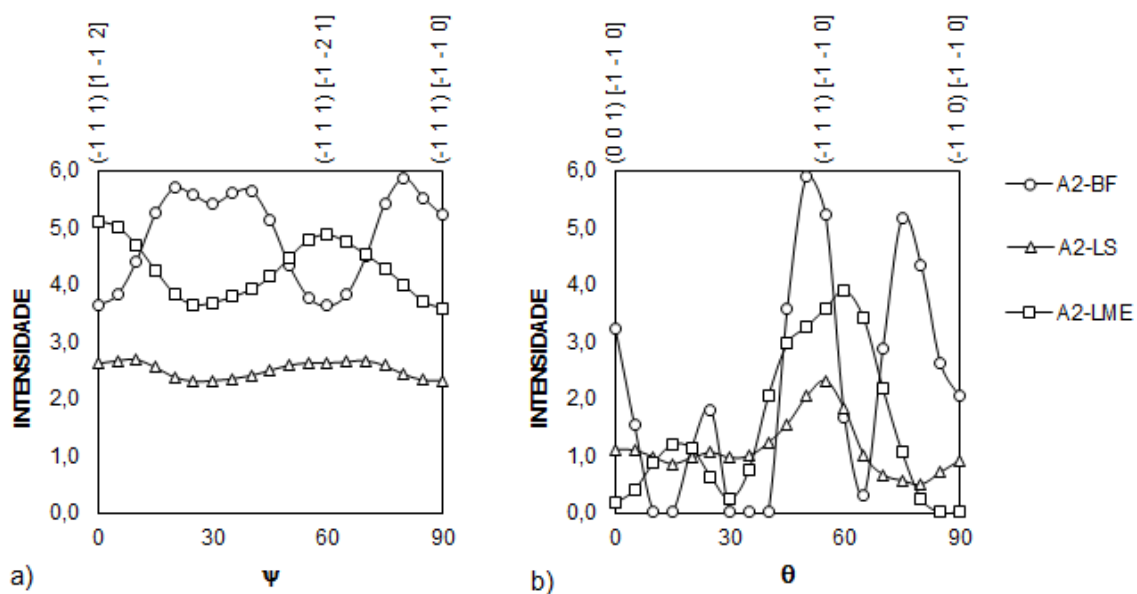 (-1 1 1) [1 -1 2]
(-1 1 1) [-1 -2 1]
(-1 1 1) [-1 -1 0]
(0 0 1) [-1 -1 0]
(-1 1 1) [-1 -1 0]
(-1 1 0) [-1 -1 0]
INTENSIDADE
6,0
5,0
4,0
3,0
2,0
1,0
0,0
0 30 60 90
a) ψ
INTENSIDADE
6,0
5,0
4,0
3,0
2,0
1,0
0,0
0 30 60 90
b) θ
A2-BF
A2-LS
A2-LME